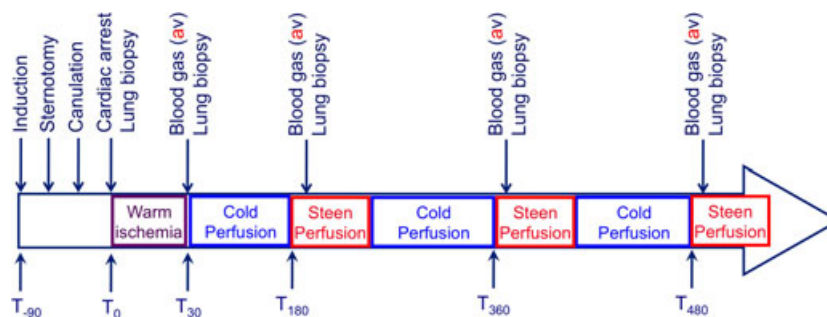 Induction
Sternotomy
Canulation
Cardiac arrest
Lung biopsy
Blood gas (av)
Lung biopsy
Blood gas (av)
Lung biopsy
Blood gas (av)
Lung biopsy
Blood gas (av)
Lung biopsy
Warm
ischemia
Cold
Perfusion
Steen
Perfusion
Cold
Perfusion
Steen
Perfusion
Cold
Perfusion
Steen
Perfusion
T-90
T0
T30
T180
T360
T480